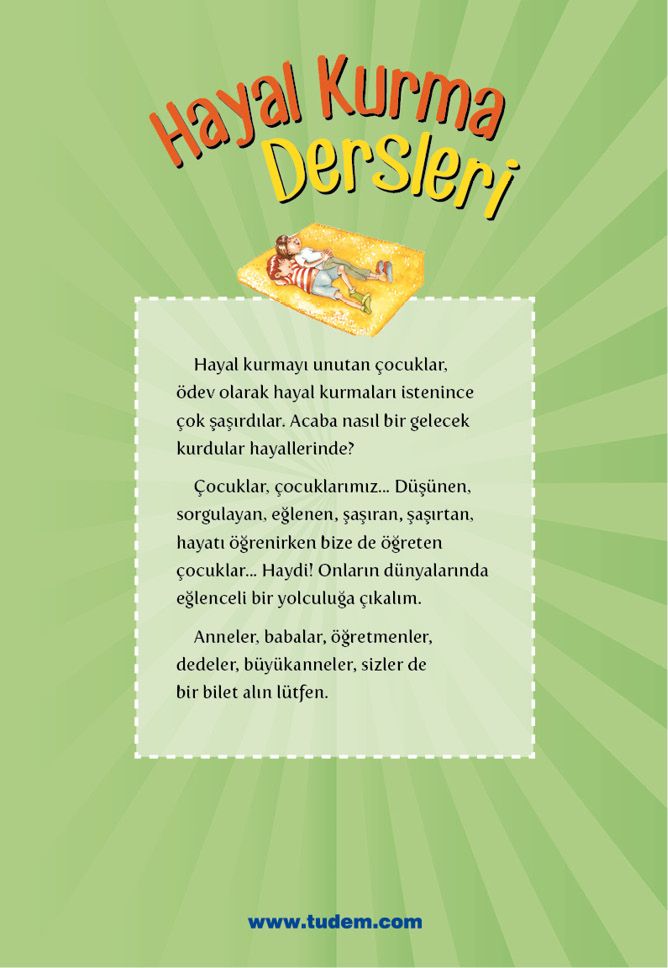 Hayal Kurma
Dersleri
Hayal kurmayı unutan çocuklar,
ödev olarak hayal kurmaları istenince
çok şaşırdılar. Acaba nasıl bir gelecek
kurdular hayallerinde?
Çocuklar, çocuklarımız... Düşünen,
sorgulayan, eğlenen, şaşıran, şaşırtan,
hayatı öğrenirken bize de öğreten
çocuklar... Haydi! Onların dünyalarında
eğlenceli bir yolculuğa çıkalım.
Anneler, babalar, öğretmenler,
dedeler, büyükanneler, sizler de
bir bilet alın lütfen.
www.tudem.com